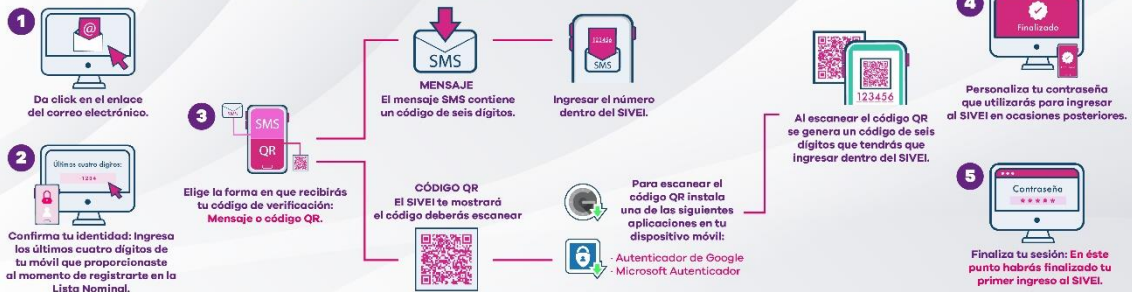 1
@
Da click en el enlace
del correo electrónico.
2
Últimos cuatro dígitos:
1234
Confirma tu identidad: Ingresa
los últimos cuatro dígitos de
tu móvil que proporcionaste
al momento de registrarte en la
Lista Nominal.
3
SMS
SMS
QR
Elige la forma en que recibirás
tu código de verificación:
Mensaje o código QR.
SMS
MENSAJE
El mensaje SMS contiene
un código de seis dígitos.
123456
SMS
Ingresar el número
dentro del SIVEI.
CÓDIGO QR
El SIVEI te mostrará
el código deberás escanear
Para escanear el
código QR instala
una de las siguientes
aplicaciones en tu
dispositivo móvil:
- Autenticador de Google
- Microsoft Autenticador
123456
Al escanear el código QR
se genera un código de seis
dígitos que tendrás que
ingresar dentro del SIVEI.
4
Finalizado
Personaliza tu contraseña
que utilizarás para ingresar
al SIVEI en ocasiones posteriores.
5
Contraseña
*****
Finaliza tu sesión: En éste
punto habrás finalizado tu
primer ingreso al SIVEI.